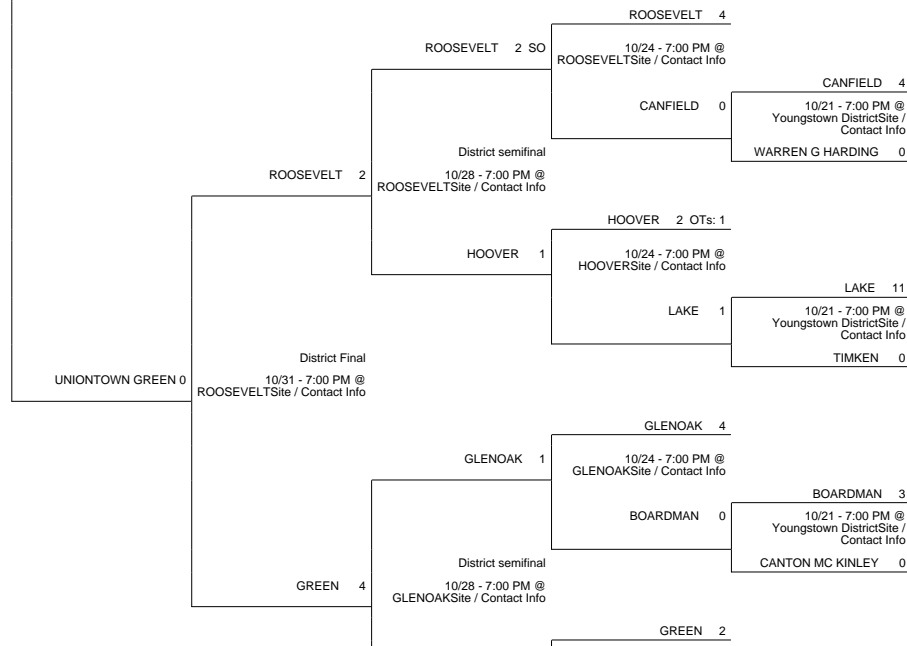 ROOSEVELT 4
ROOSEVELT 2 SO
10/24 - 7:00 PM @
ROOSEVELTSite / Contact Info
CANFIELD 4
CANFIELD 0
10/21 - 7:00 PM @
Youngstown DistrictSite /
Contact Info
WARREN G HARDING 0
District semifinal
ROOSEVELT 2
10/28 - 7:00 PM @
ROOSEVELTSite / Contact Info
HOOVER 2 OTs: 1
HOOVER 1
10/24 - 7:00 PM @
HOOVERSite / Contact Info
LAKE 11
LAKE 1
10/21 - 7:00 PM @
Youngstown DistrictSite /
Contact Info
TIMKEN 0
District Final
UNIONTOWN GREEN 0
10/31 - 7:00 PM @
ROOSEVELTSite / Contact Info
GLENOAK 4
GLENOAK 1
10/24 - 7:00 PM @
GLENOAKSite / Contact Info
BOARDMAN 3
BOARDMAN 0
10/21 - 7:00 PM @
Youngstown DistrictSite /
Contact Info
CANTON MC KINLEY 0
District semifinal
GREEN 4
10/28 - 7:00 PM @
GLENOAKSite / Contact Info
GREEN 2